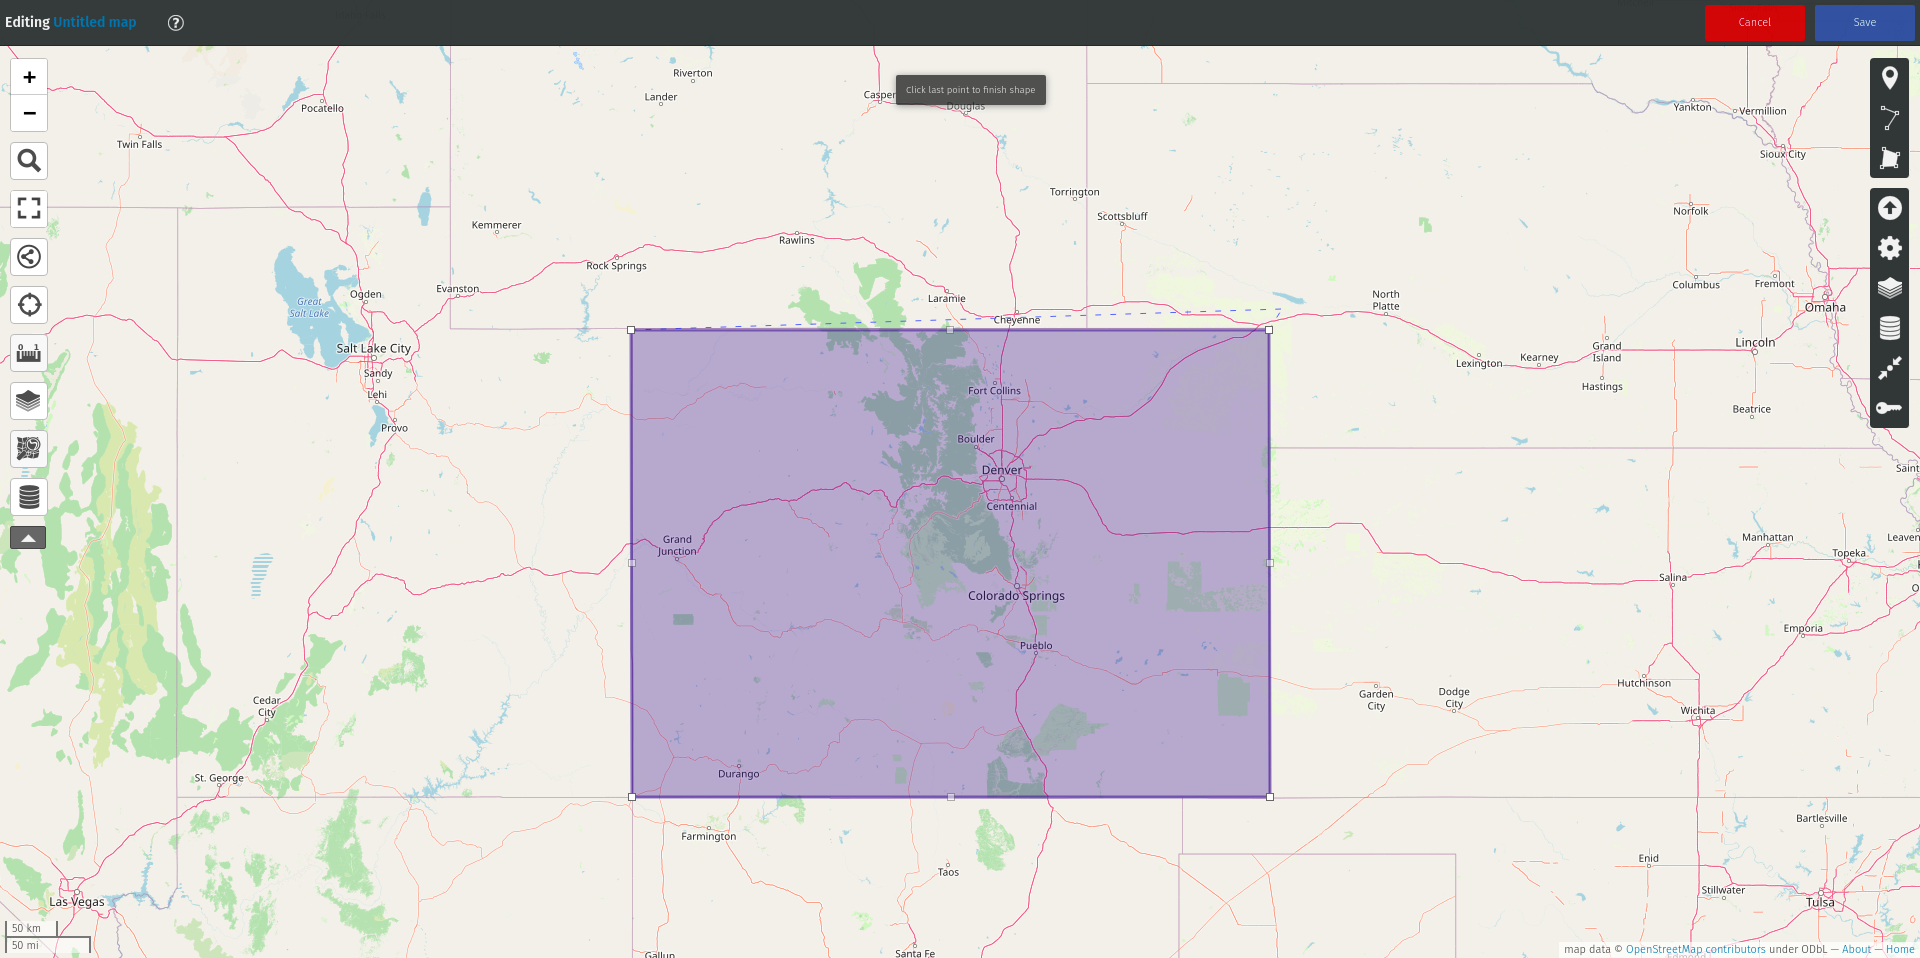 Editing Untitled map
?
Cancel
Save
Click last point to finish shape
+
−
0 1
Riverton
Lander
Casper
Douglas
Pocatello
Twin Falls
Yankton
Vermillion
Sioux City
Torrington
Scottsbluff
Norfolk
Kemmerer
Rawlins
Rock Springs
Evanston
Ogden
Great
Salt Lake
Laramie
Cheyenne
North
Platte
Columbus
Fremont
Omaha
Salt Lake City
Sandy
Lehi
Provo
Lincoln
Grand
Island
Lexington
Kearney
Hastings
Beatrice
Fort Collins
Boulder
Denver
Centennial
Saint
Grand
Junction
Manhattan
Leaven
Topeka
Salina
Colorado Springs
Pueblo
Emporia
Hutchinson
Garden
City
Dodge
City
Wichita
Cedar
City
St. George
Durango
Farmington
Bartlesville
Taos
Enid
Stillwater
Tulsa
Las Vegas
Santa Fe
Gallup
50 km
50 mi
map data © OpenStreetMap contributors under ODbL — About — Home